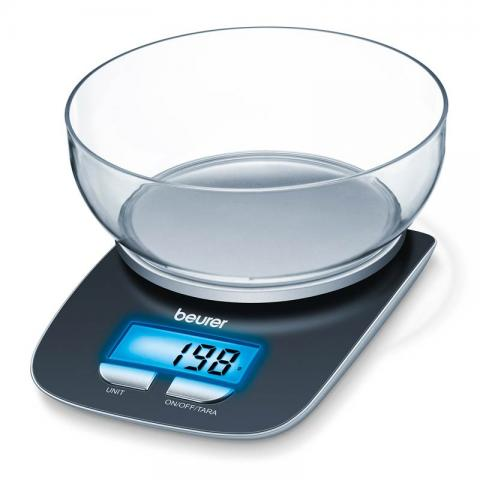 beurer
198
UNIT
ON/OFF/TARA